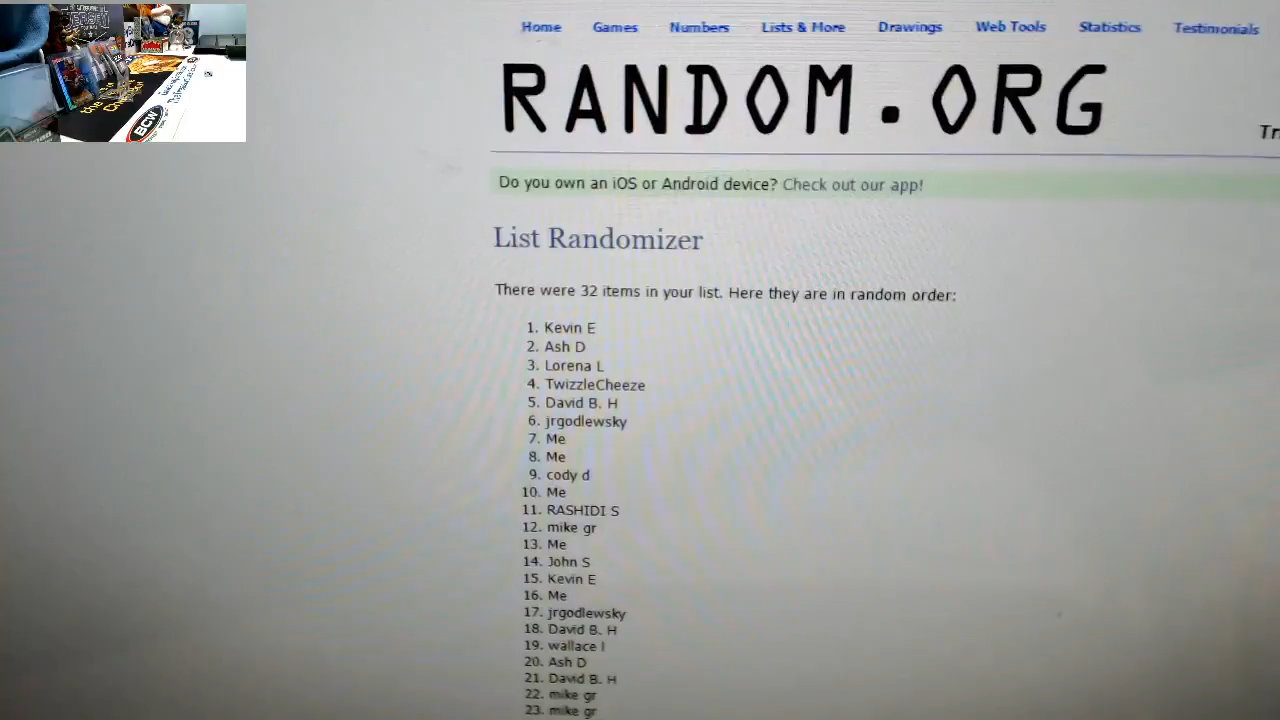 Home Games Numbers Lists & More Drawings Web Tools Statistics Testimonials
RANDOM.ORG
Do you own an iOS or Android device? Check out our app!
List Randomizer
There were 32 items in your list. Here they are in random order:
1. Kevin E
2. Ash D
3. Lorena L
4. TwizzleCheeze
5. David B. H
6. jrgodlewsky
7. Me
8. Me
9. cody d
10. Me
11. RASHIDI S
12. mike gr
13. Me
14. John S
15. Kevin E
16. Me
17. jrgodlewsky
18. David B. H
19. wallace l
20. Ash D
21. David B. H
22. mike gr
23. mike gr
BCW